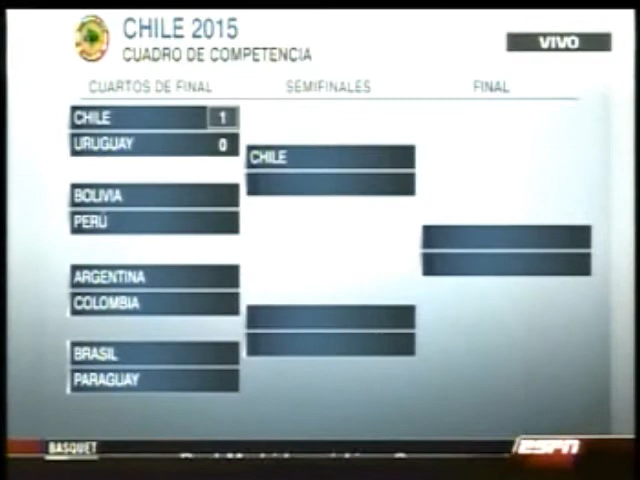 CHILE 2015
CUADRO DE COMPETENCIA
VIVO
CUARTOS DE FINAL SEMIFINALES FINAL
CHILE 1
URUGUAY 0
CHILE
BOLIVIA
PERÚ
ARGENTINA
COLOMBIA
BRASIL
PARAGUAY
BASQUET
ESPN